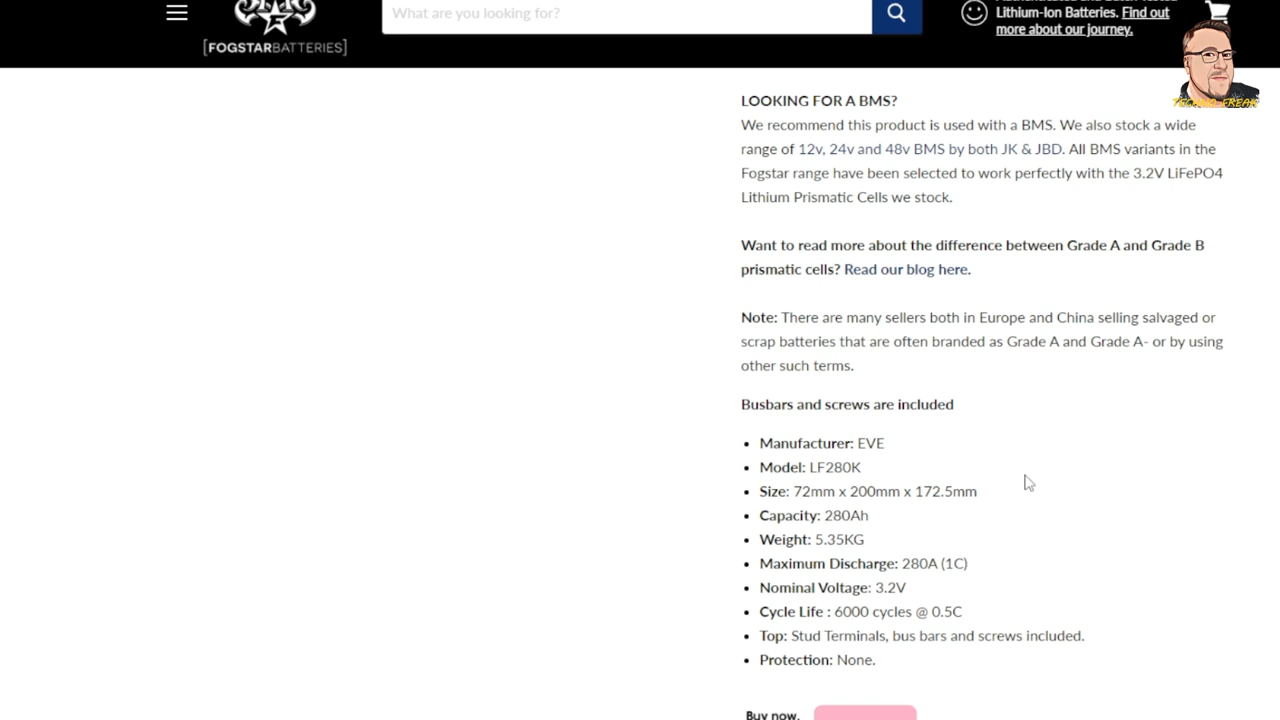 What are you looking for?
Lithium-Ion Batteries. Find out
more about our journey.
[FOGSTARBATTERIES]
TECHNO FREAK
LOOKING FOR A BMS?
We recommend this product is used with a BMS. We also stock a wide
range of 12v, 24v and 48v BMS by both JK & JBD. All BMS variants in the
Fogstar range have been selected to work perfectly with the 3.2V LiFePO4
Lithium Prismatic Cells we stock.
Want to read more about the difference between Grade A and Grade B
prismatic cells? Read our blog here.
Note: There are many sellers both in Europe and China selling salvaged or
scrap batteries that are often branded as Grade A and Grade A- or by using
other such terms.
Busbars and screws are included
• Manufacturer: EVE
• Model: LF280K
• Size: 72mm x 200mm x 172.5mm
• Capacity: 280Ah
• Weight: 5.35KG
• Maximum Discharge: 280A (1C)
• Nominal Voltage: 3.2V
• Cycle Life : 6000 cycles @ 0.5C
• Top: Stud Terminals, bus bars and screws included.
• Protection: None.
Buy now.